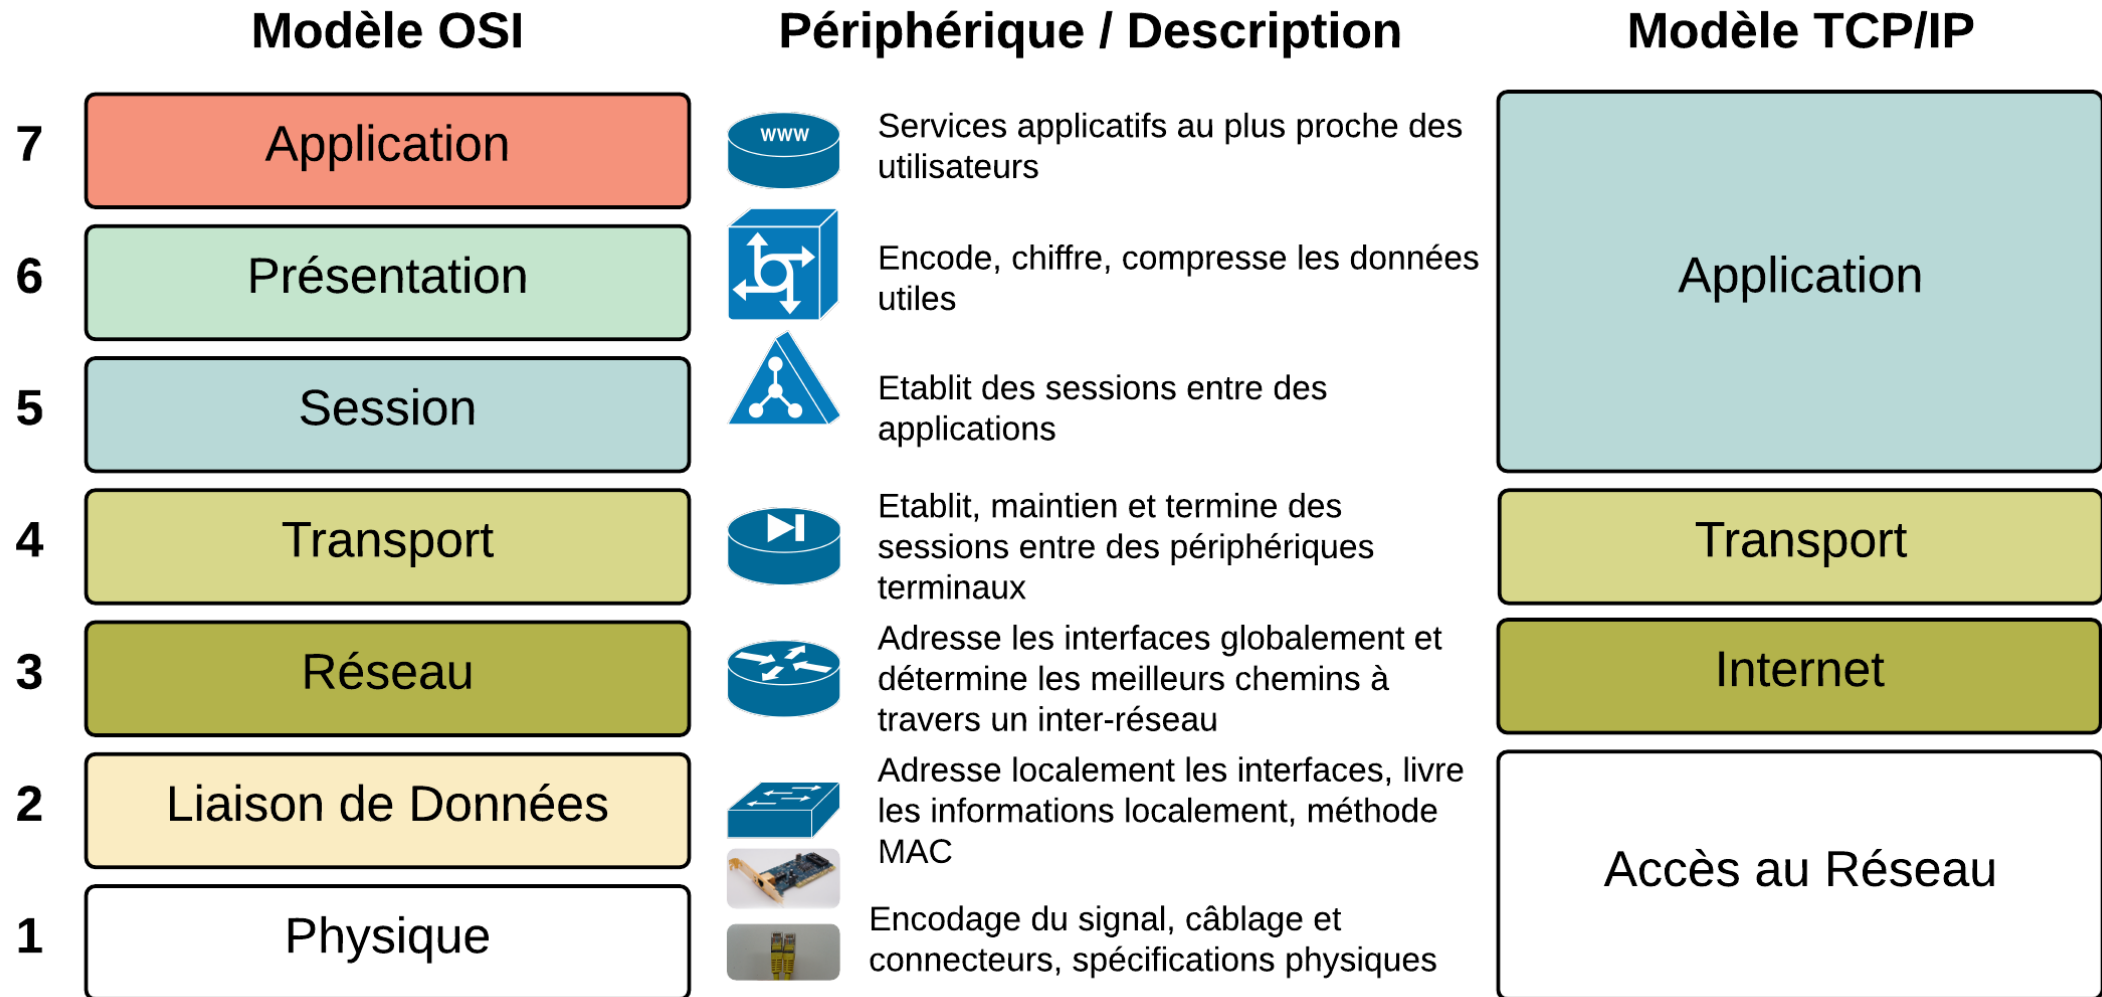 Modèle OSI
Périphérique / Description
Modèle TCP/IP
7
Application
www
Services applicatifs au plus proche des
utilisateurs
6
Présentation
Encode, chiffre, compresse les données
utiles
Application
5
Session
Etablit des sessions entre des
applications
4
Transport
Etablit, maintien et termine des
sessions entre des périphériques
terminaux
Transport
3
Réseau
Adresse les interfaces globalement et
détermine les meilleurs chemins à
travers un inter-réseau
Internet
2
Liaison de Données
Adresse localement les interfaces, livre
les informations localement, méthode
MAC
Accès au Réseau
1
Physique
Encodage du signal, câblage et
connecteurs, spécifications physiques